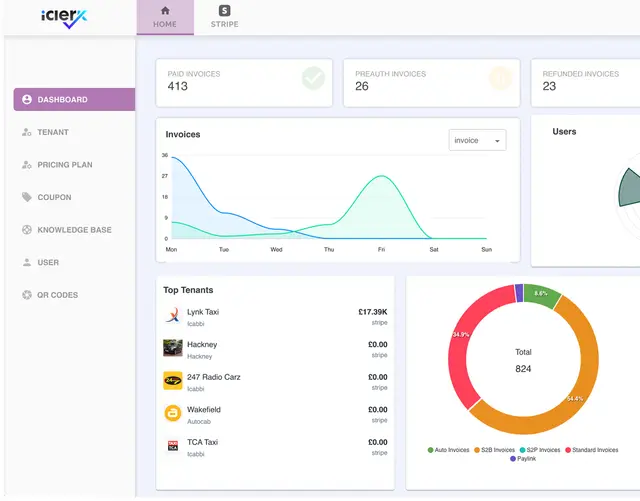 iclerx
HOME
S
STRIPE
DASHBOARD
TENANT
PRICING PLAN
COUPON
KNOWLEDGE BASE
USER
QR CODES
PAID INVOICES
413
PREAUTH INVOICES
26
REFUNDED INVOICES
23
Invoices
invoice
36
27
18
9
0
Mon Tue Wed Thu Fri Sat Sun
Users
Top Tenants
Lynk Taxi £17.39K
Icabbi stripe
Hackney £0.00
Hackney stripe
247 Radio Carz £0.00
Icabbi stripe
Wakefield £0.00
Autocab stripe
TCA Taxi £0.00
Icabbi stripe
8.6%
34.9%
54.4%
Total
824
Auto Invoices S2B Invoices S2P Invoices Standard Invoices
Paylink